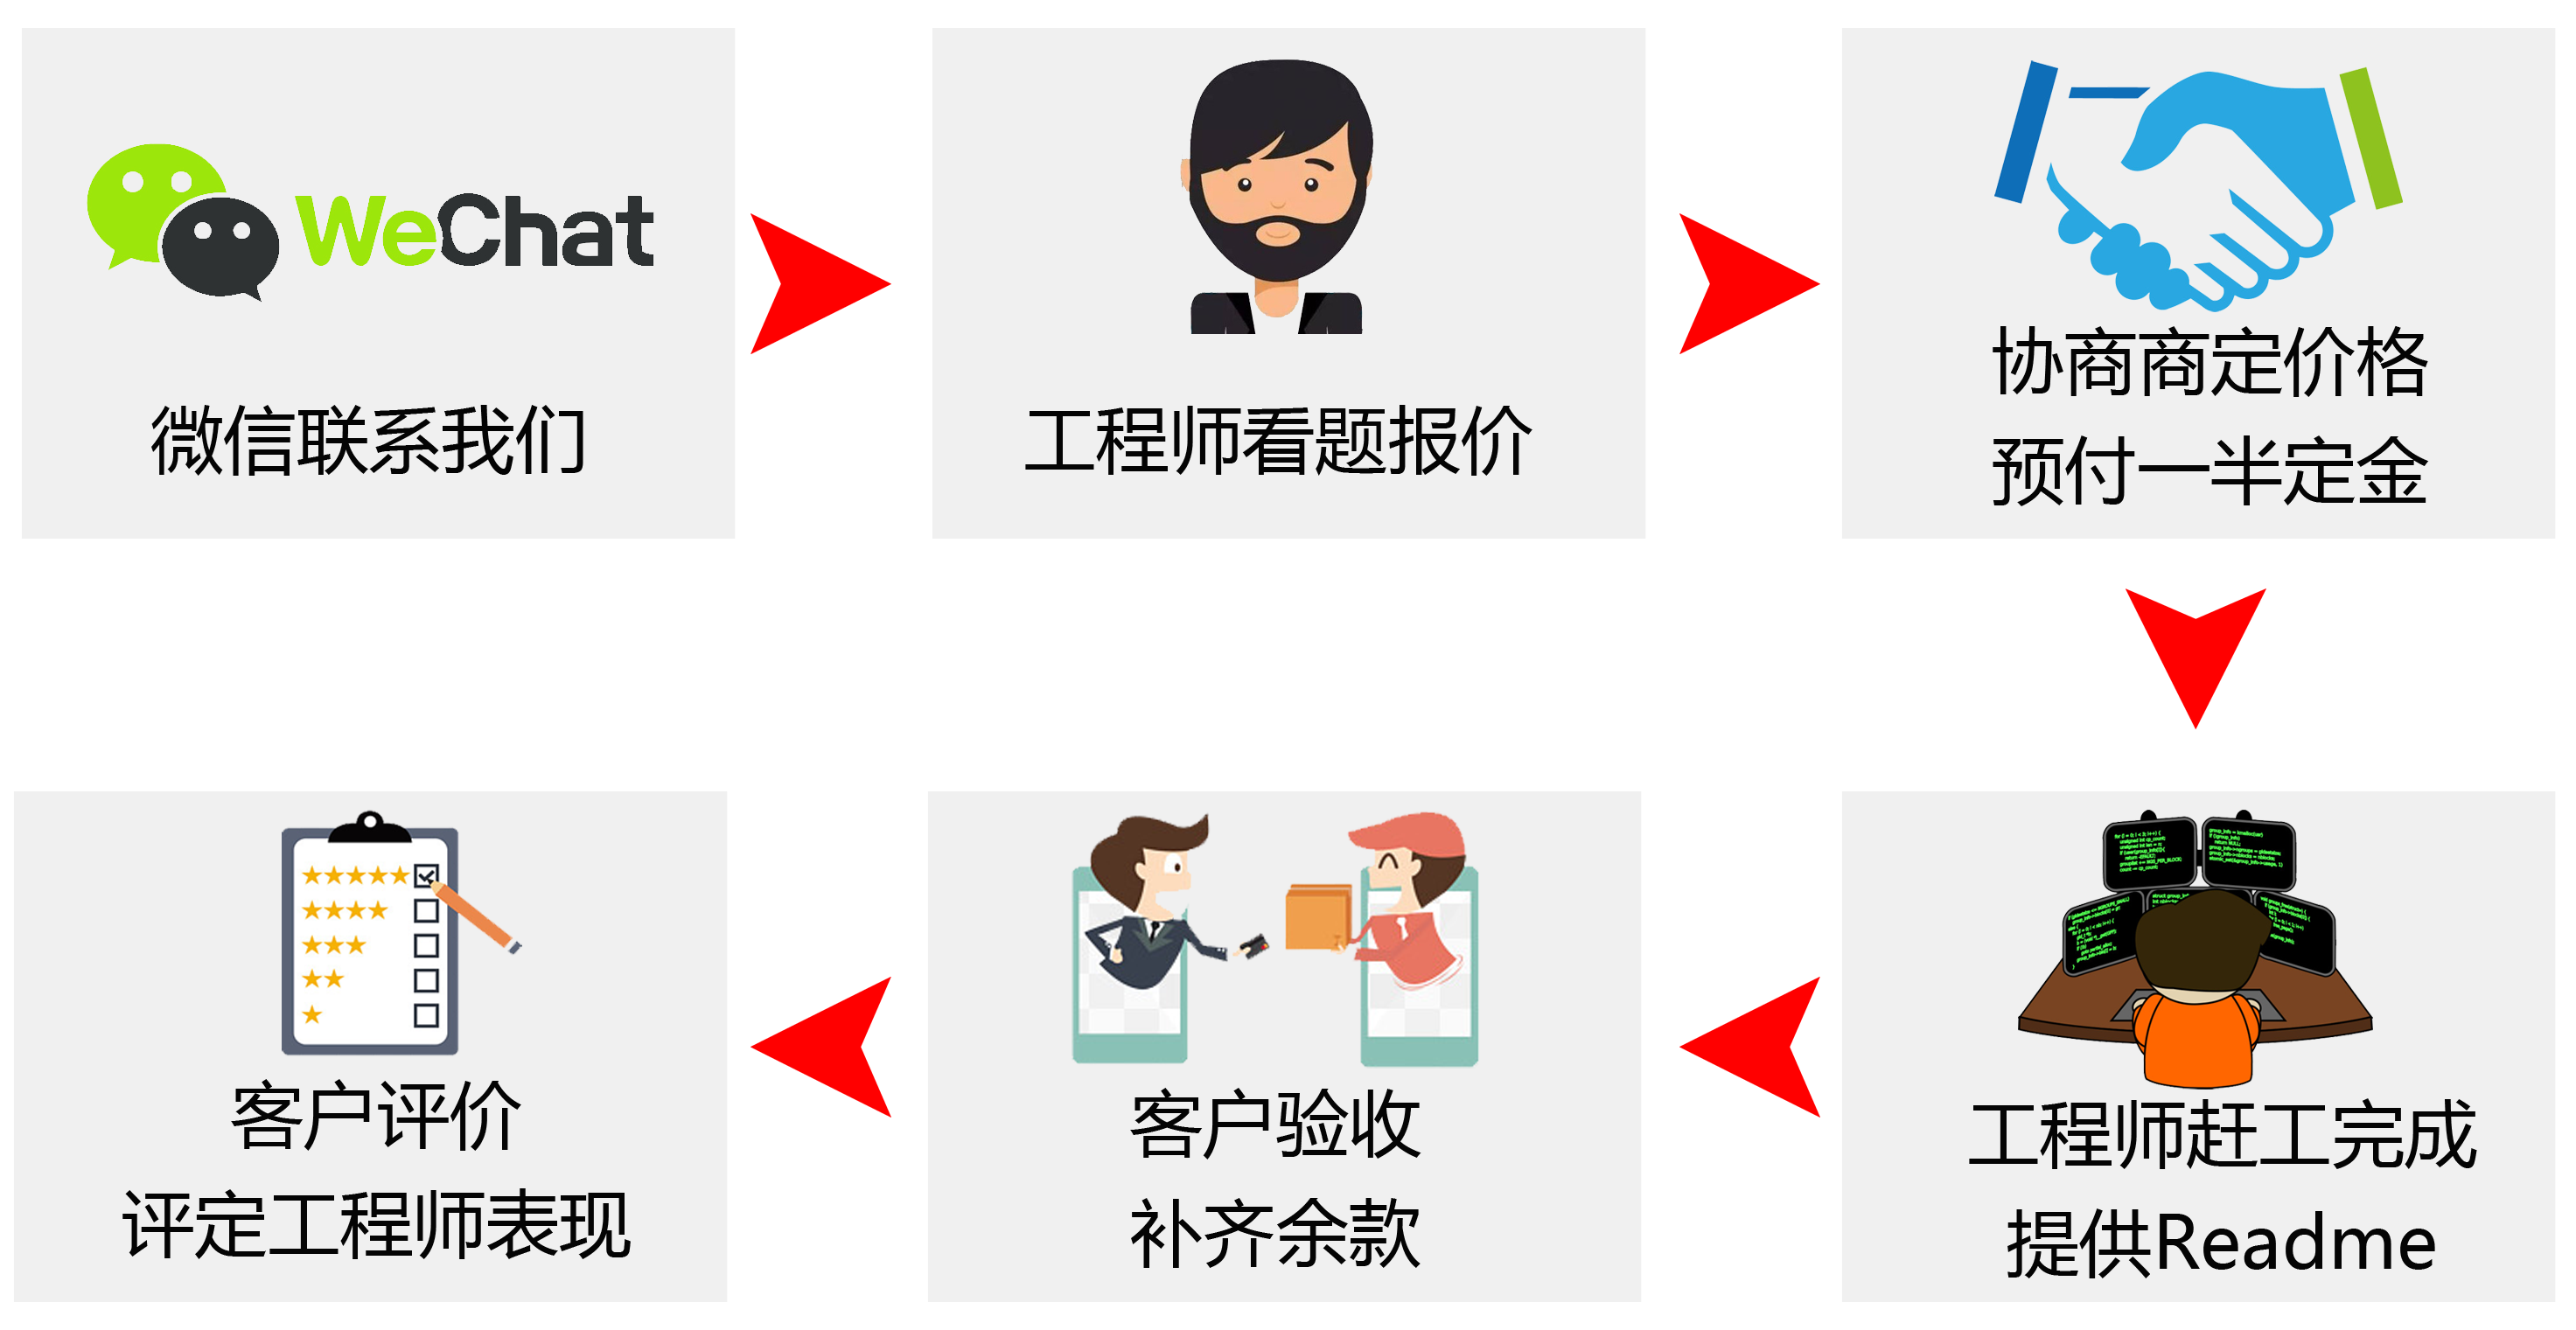 WeChat
微信联系我们
工程师看题报价
协商商定价格
预付一半定金
工程师赶工完成
提供Readme
客户验收
补齐余款
客户评价
评定工程师表现